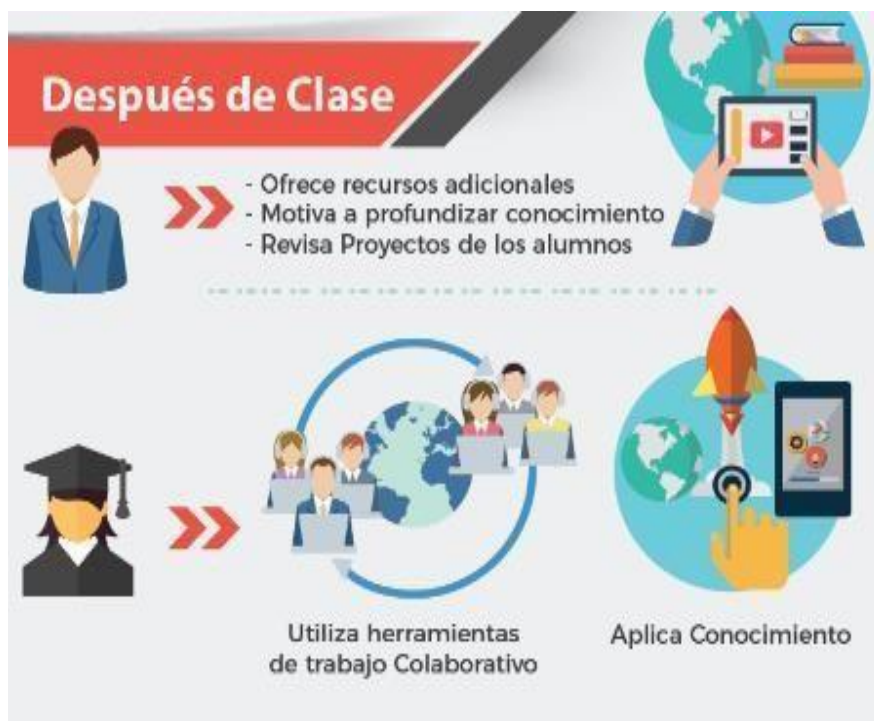 Después de Clase
- Ofrece recursos adicionales
- Motiva a profundizar conocimiento
- Revisa Proyectos de los alumnos
Utiliza herramientas
de trabajo Colaborativo
Aplica Conocimiento